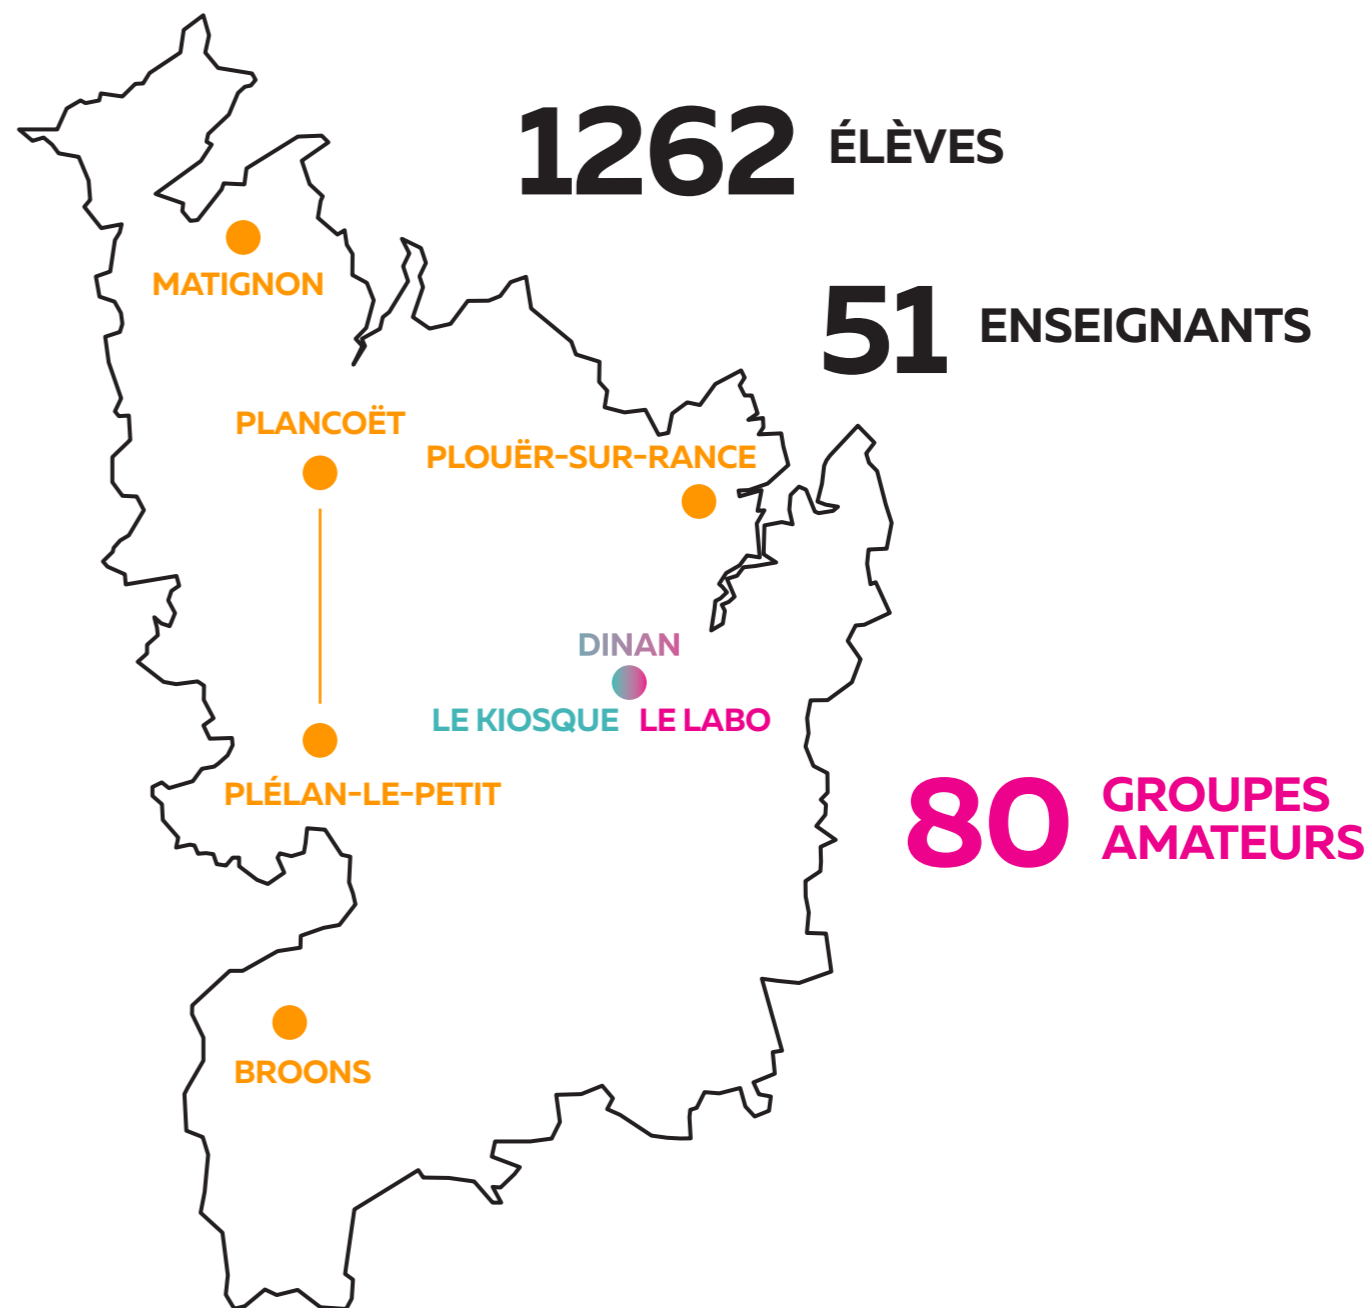 1262 ÉLÈVES
51 ENSEIGNANTS
MATIGNON
PLANCOËT
PLOUËR-SUR-RANCE
DINAN
LE KIOSQUE LE LABO
PLÉLAN-LE-PETIT
80 GROUPES
AMATEURS
BROONS